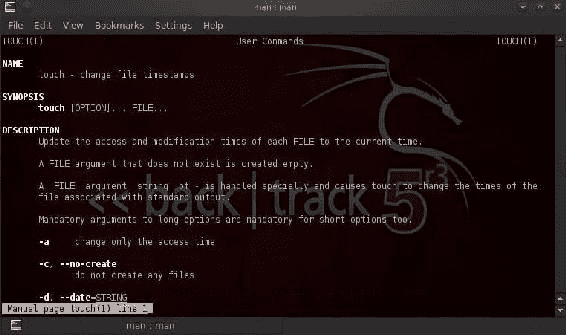 man : man
File Edit View Bookmarks Settings Help
TOUCH(1) User Commands TOUCH(1)
NAME
touch - change file timestamps
SYNOPSIS
touch [OPTION]... FILE...
DESCRIPTION
Update the access and modification times of each FILE to the current time.
A FILE argument that does not exist is created empty.
A FILE argument string of - is handled specially and causes touch to change the times of the
file associated with standard output.
<< back | track 5 r3
Mandatory arguments to long options are mandatory for short options too.
-a change only the access time
-c, --no-create
do not create any files
-d, --date=STRING
Manual page touch(1) line 1
man : man